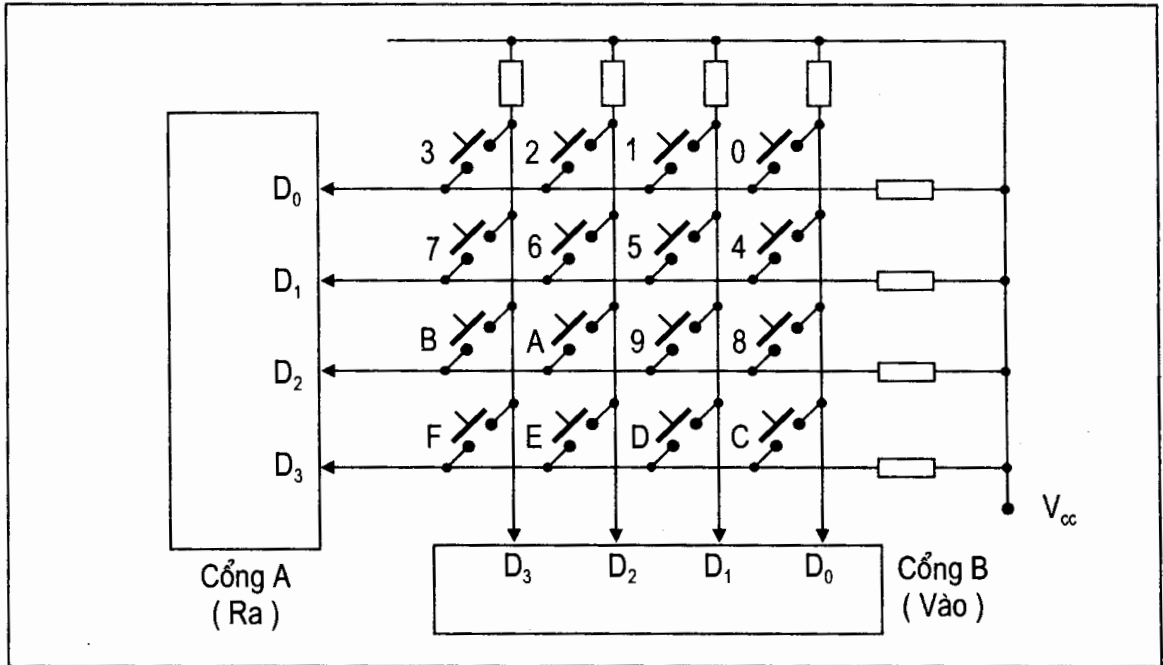 3 2 1 0
D₀
7 6 5 4
D₁
B A 9 8
D₂
F E D C
D₃
Vcc
D₃ D₂ D₁ D₀
Cổng A
( Ra )
Cổng B
( Vào )